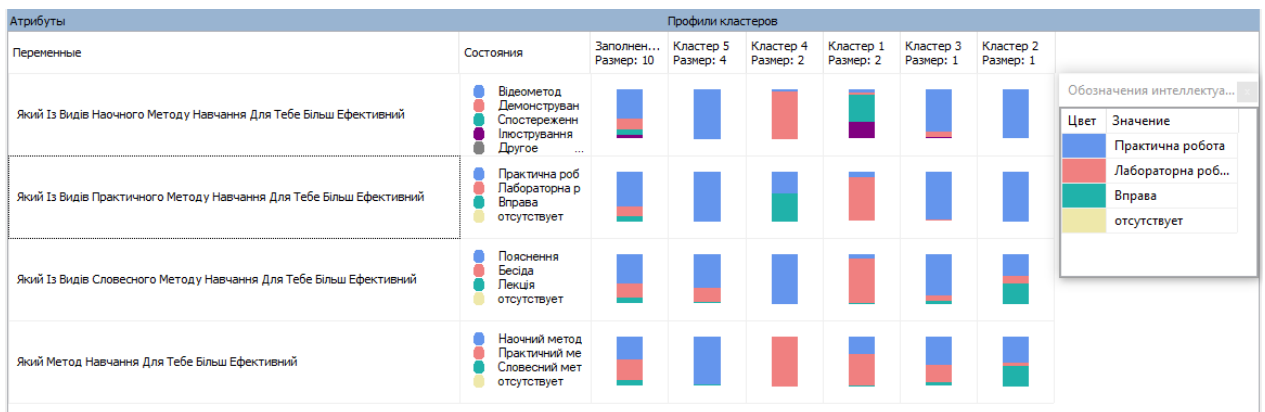 Атрибуты
Профили кластеров
Переменные
Состояния
Заполнен...
Размер: 10
Кластер 5
Размер: 4
Кластер 4
Размер: 2
Кластер 1
Размер: 2
Кластер 3
Размер: 1
Кластер 2
Размер: 1
Який Із Видів Наочного Методу Навчання Для Тебе Більш Ефективний
Відеометод
Демонструван
Спостереженн
Ілюстрування
Другое ...
Який Із Видів Практичного Методу Навчання Для Тебе Більш Ефективний
Практична роб
Лабораторна р
Вправа
отсутствует
Який Із Видів Словесного Методу Навчання Для Тебе Більш Ефективний
Пояснення
Бесіда
Лекція
отсутствует
Який Метод Навчання Для Тебе Більш Ефективний
Наочний метод
Практичний ме
Словесний мет
отсутствует
Обозначения интеллектуа...
Цвет Значение
Практична робота
Лабораторна роб...
Вправа
отсутствует